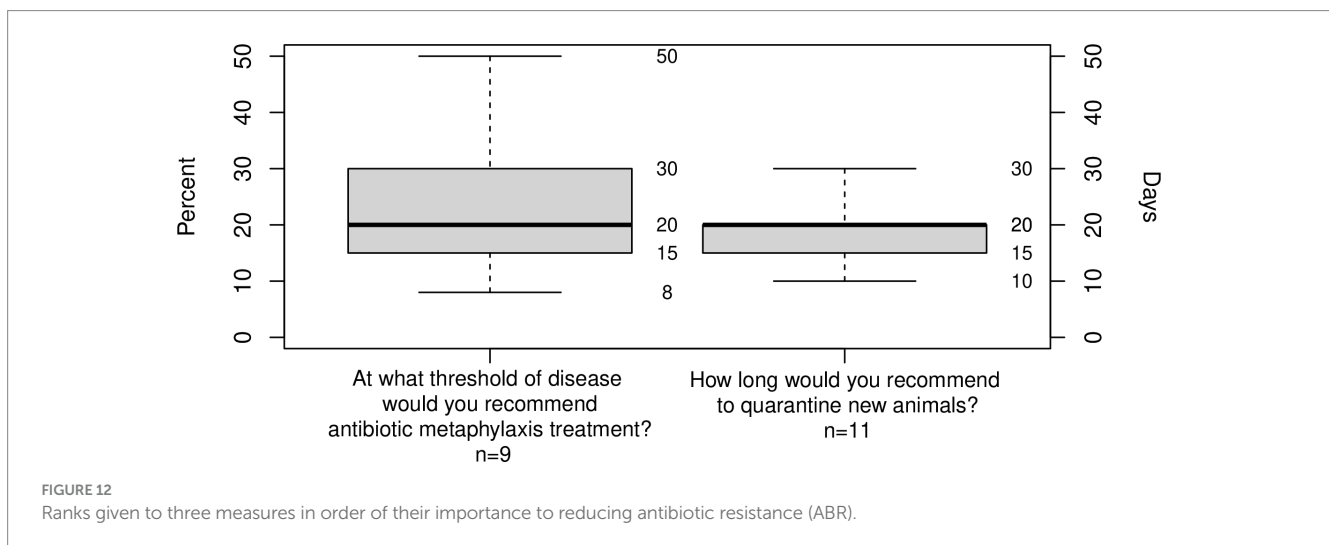 Percent
50
40
30
20
10
0
50
30
20
15
8
30
20
15
10
50
40
30
20
10
0
Days
At what threshold of disease
would you recommend
antibiotic metaphylaxis treatment?
n=9
How long would you recommend
to quarantine new animals?
n=11
FIGURE 12
Ranks given to three measures in order of their importance to reducing antibiotic resistance (ABR).